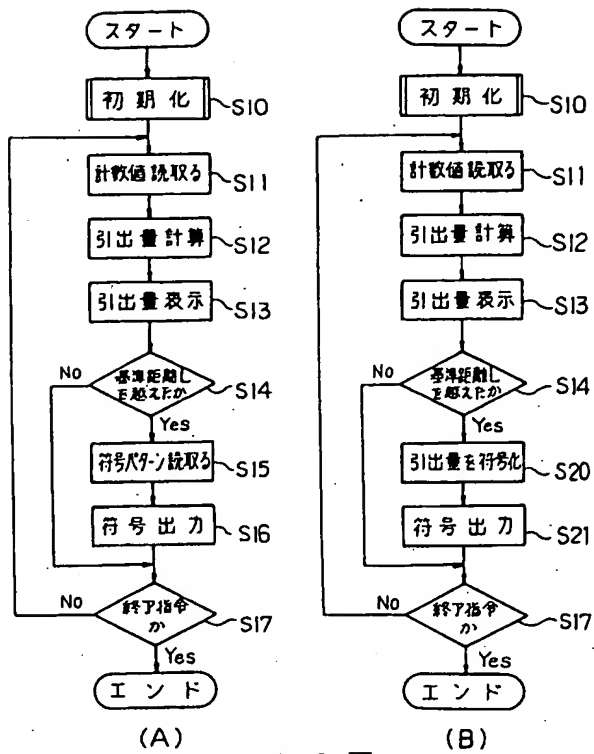 スタート
初期化
S10
計数値読取る
S11
引出量計算
S12
引出量表示
S13
基準距離L
を越えたか
S14
No
Yes
符号パターン読取る
S15
符号出力
S16
終了指令
か
S17
No
Yes
エンド
(A)
スタート
初期化
S10
計数値読取る
S11
引出量計算
S12
引出量表示
S13
基準距離L
を越えたか
S14
No
Yes
引出量を符号化
S20
符号出力
S21
終了指令
か
S17
No
Yes
エンド
(B)